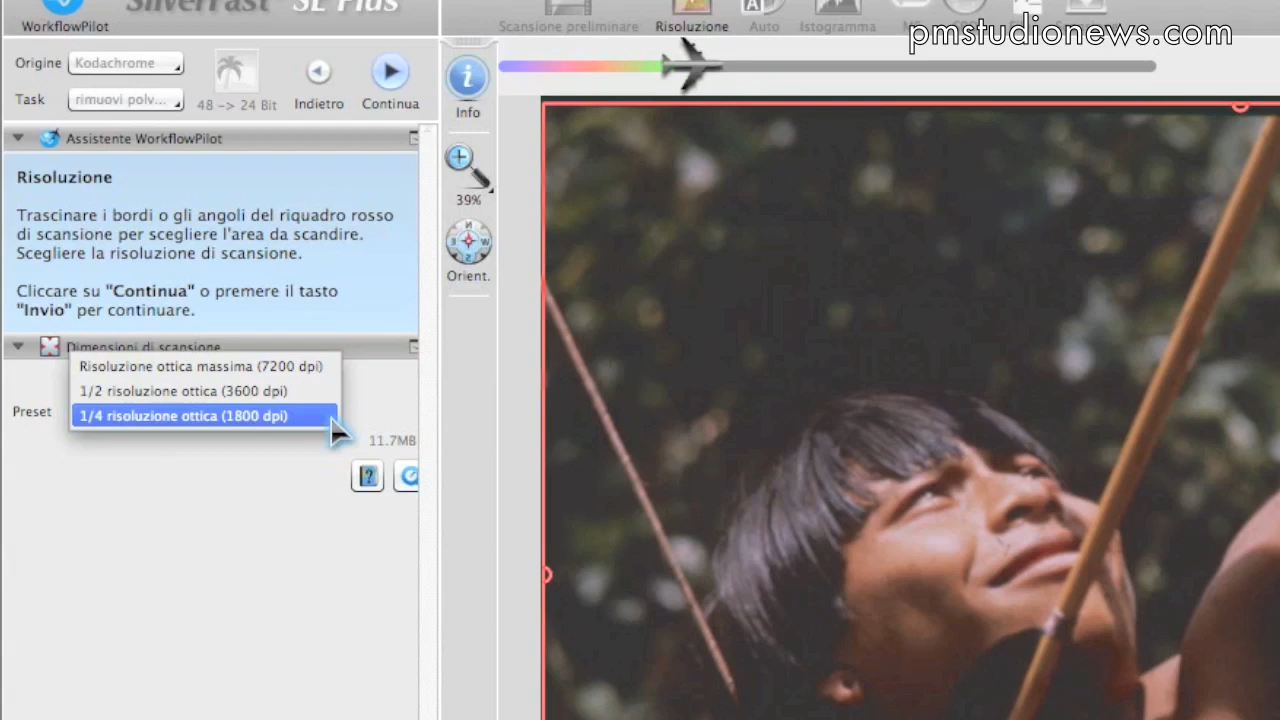 SilverFast® SE Plus
WorkflowPilot
Scansione preliminare
Risoluzione
Auto
Istogramma
pmstudionews.com
Origine
Kodachrome
Task
rimuovi polv...
48 -> 24 Bit
Indietro
Continua
Info
Assistente WorkflowPilot
Risoluzione
Trascinare i bordi o gli angoli del riquadro rosso
di scansione per scegliere l'area da scandire.
Scegliere la risoluzione di scansione.
Cliccare su "Continua" o premere il tasto
"Invio" per continuare.
39%
N
E
W
S
Orient.
Dimensioni di scansione
Risoluzione ottica massima (7200 dpi)
1/2 risoluzione ottica (3600 dpi)
Preset
1/4 risoluzione ottica (1800 dpi)
11.7MB
?